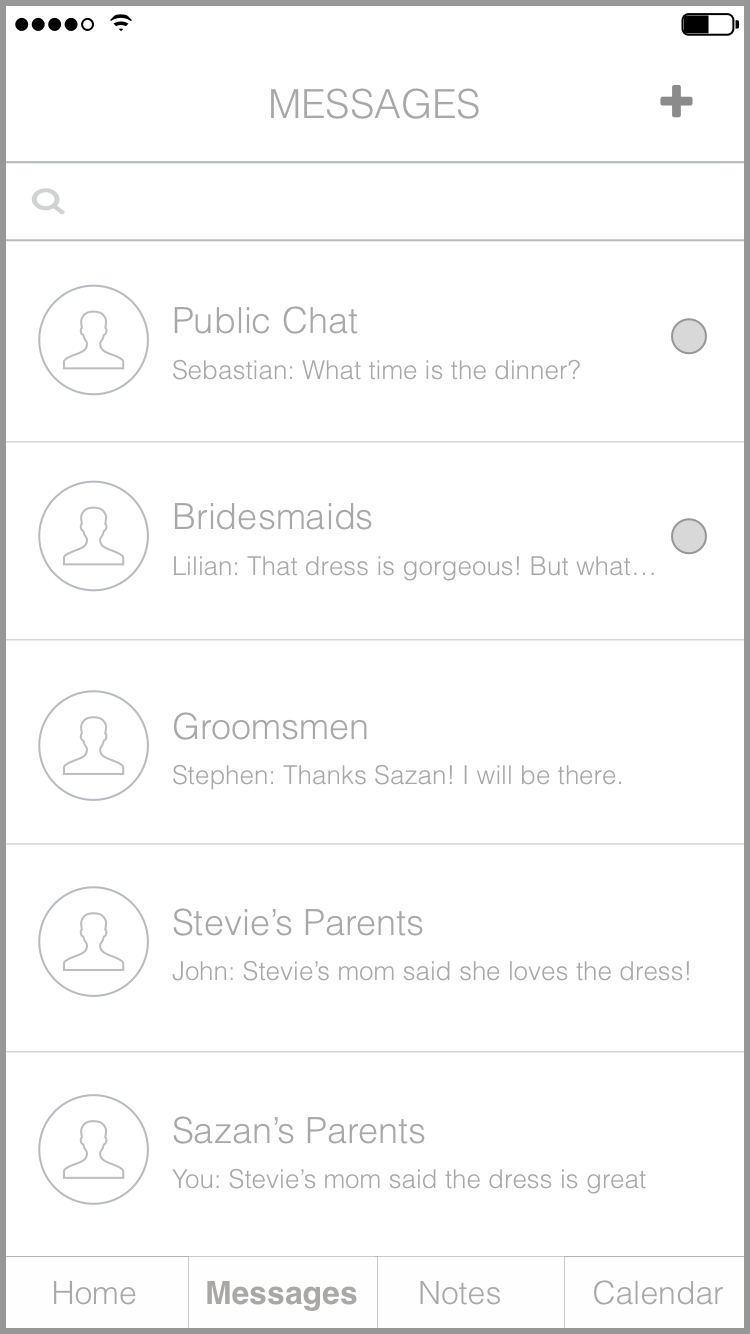 MESSAGES
Public Chat
Sebastian: What time is the dinner?
Bridesmaids
Lilian: That dress is gorgeous! But what…
Groomsmen
Stephen: Thanks Sazan! I will be there.
Stevie’s Parents
John: Stevie’s mom said she loves the dress!
Sazan’s Parents
You: Stevie’s mom said the dress is great
Home Messages Notes Calendar